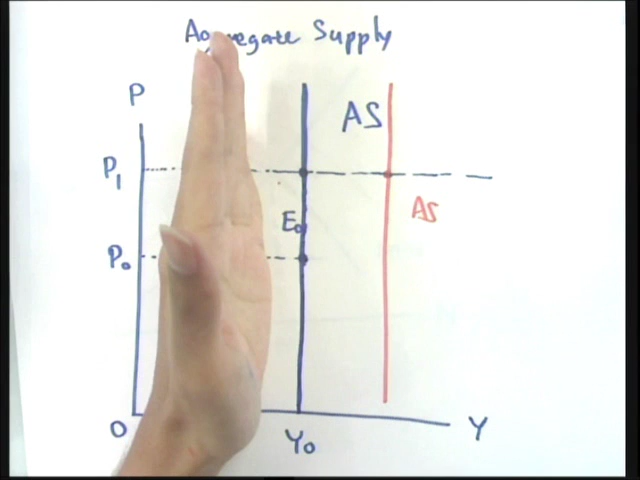 Aggregate Supply
P
AS
P1
AS
E0
P0
O
Y0
Y